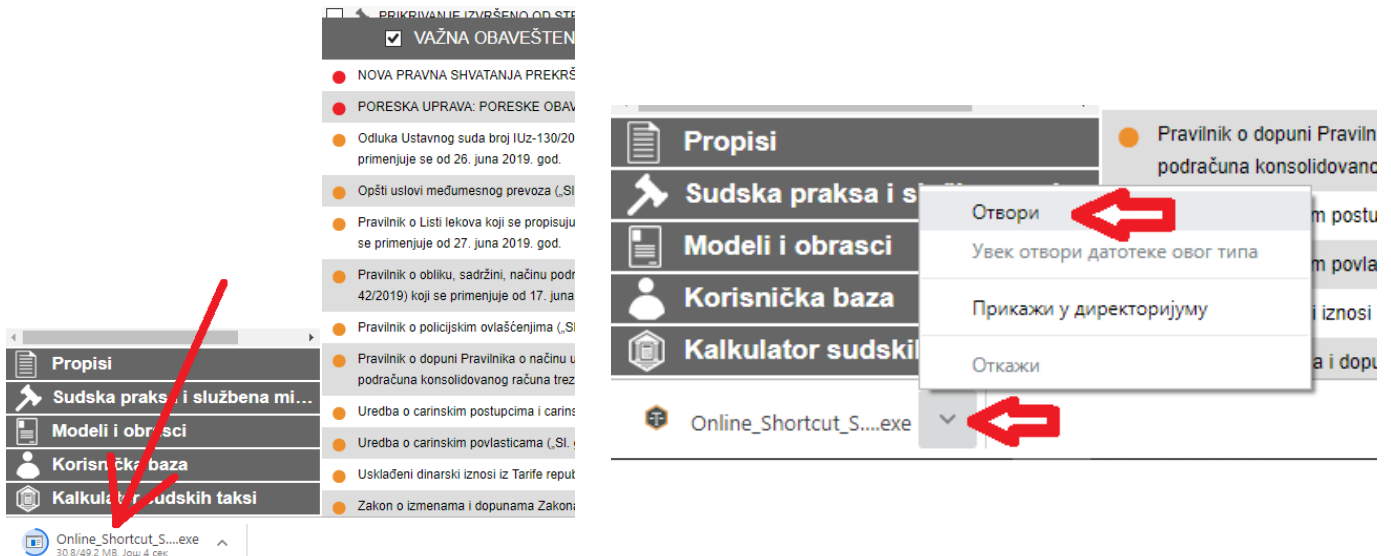 PRIKRIVANJE IZVRŠENO OD STR
VAŽNA OBAVEŠTEN
NOVA PRAVNA SHVATANJA PREKRŠ
PORESKA UPRAVA: PORESKE OBAV
Odluka Ustavnog suda broj IUz-130/20
primenjuje se od 26. juna 2019. god.
Opšti uslovi međumesnog prevoza („Sl
Pravilnik o Listi lekova koji se propisuju
se primenjuje od 27. juna 2019. god.
Pravilnik o obliku, sadržini, načinu podn
42/2019) koji se primenjuje od 17. juna
Pravilnik o policijskim ovlašćenjima („Sl
Pravilnik o dopuni Pravilnika o načinu u
podračuna konsolidovanog računa trez
Uredba o carinskim postupcima i carins
Uredba o carinskim povlasticama („Sl. g
Usklađeni dinarski iznosi iz Tarife repub
Zakon o izmenama i dopunama Zakona
Propisi
Sudska praksa i službena mi...
Modeli i obrasci
Korisnička baza
Kalkulator sudskih taksi
Online_Shortcut_S....exe
30,8/49,2 MB, Још 4 сек
Propisi
Sudska praksa i s
Modeli i obrasci
Korisnička baza
Kalkulator sudskih
Отвори
Увек отвори датотеке овог типа
Прикажи у директоријуму
Откажи
Pravilnik o dopuni Praviln
podračuna konsolidovano
m postu
m povla
i iznosi
a i dopu
Online_Shortcut_S....exe